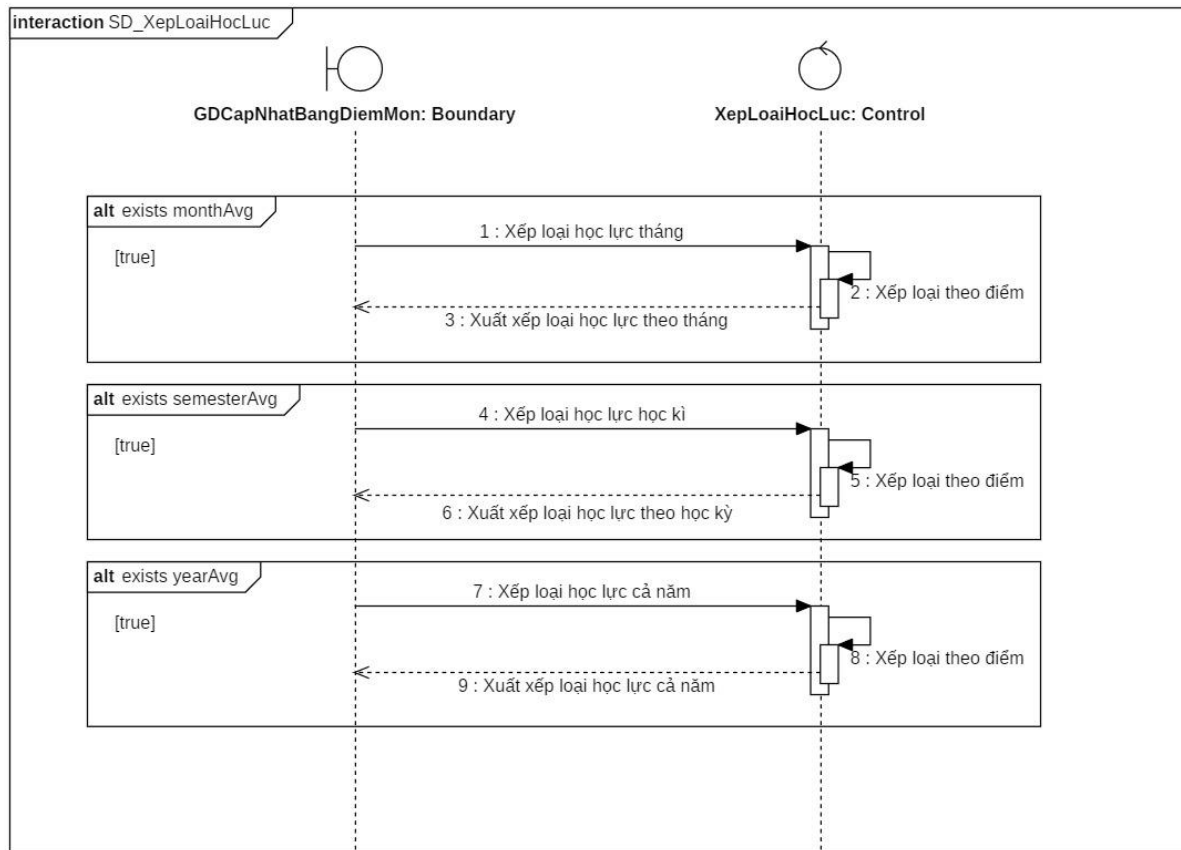 interaction SD_XepLoaiHocLuc
GDCapNhatBangDiemMon: Boundary
XepLoaiHocLuc: Control
alt exists monthAvg
[true]
1 : Xếp loại học lực tháng
2 : Xếp loại theo điểm
3 : Xuất xếp loại học lực theo tháng
alt exists semesterAvg
[true]
4 : Xếp loại học lực học kì
5 : Xếp loại theo điểm
6 : Xuất xếp loại học lực theo học kỳ
alt exists yearAvg
[true]
7 : Xếp loại học lực cả năm
8 : Xếp loại theo điểm
9 : Xuất xếp loại học lực cả năm